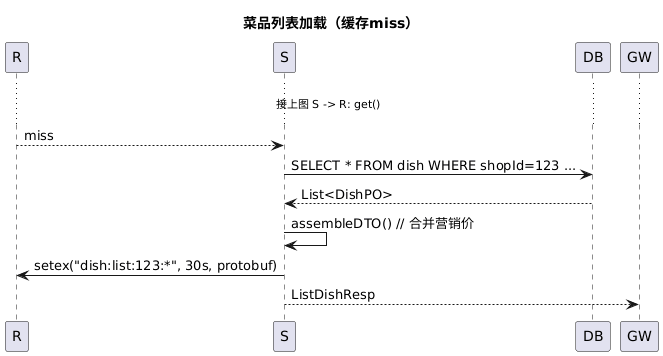 菜品列表加载（缓存miss）
R
S
DB
GW
接上图 S -> R: get()
miss
SELECT * FROM dish WHERE shopId=123 ...
List<DishPO>
assembleDTO() // 合并营销价
setex("dish:list:123:*", 30s, protobuf)
ListDishResp
R
S
DB
GW